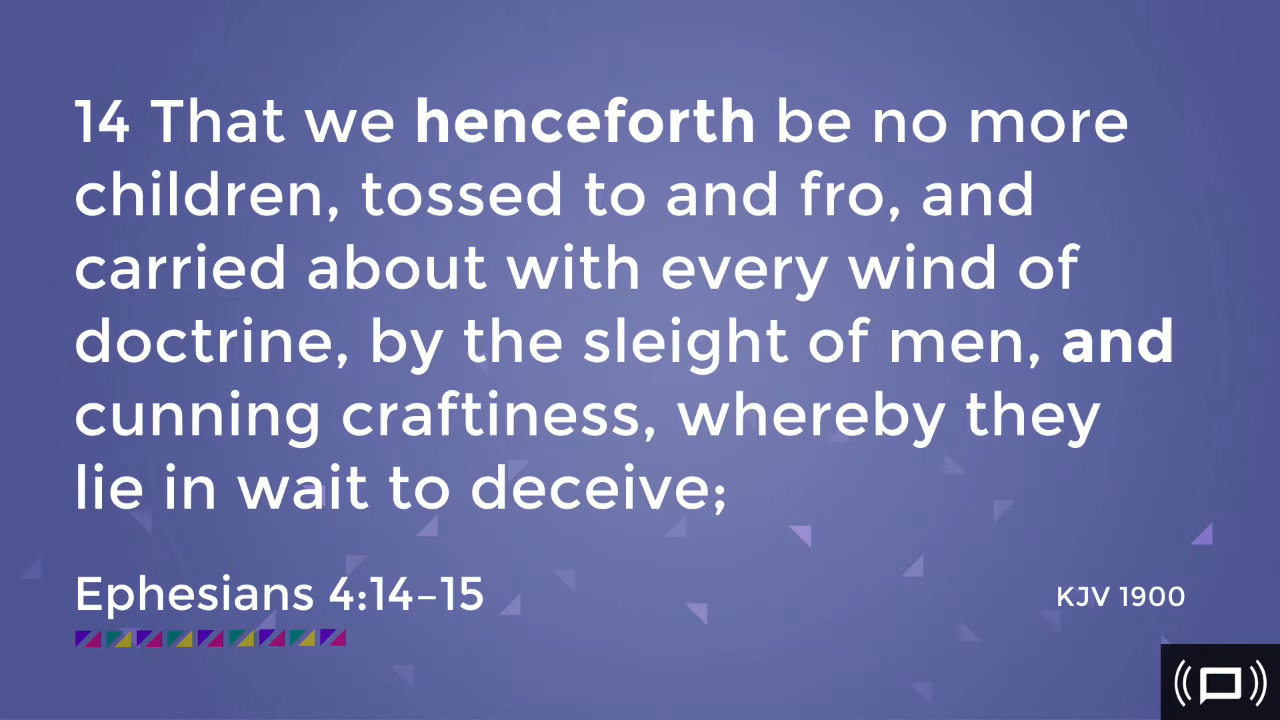 14 That we henceforth be no more
children, tossed to and fro, and
carried about with every wind of
doctrine, by the sleight of men, and
cunning craftiness, whereby they
lie in wait to deceive;
Ephesians 4:14–15
KJV 1900